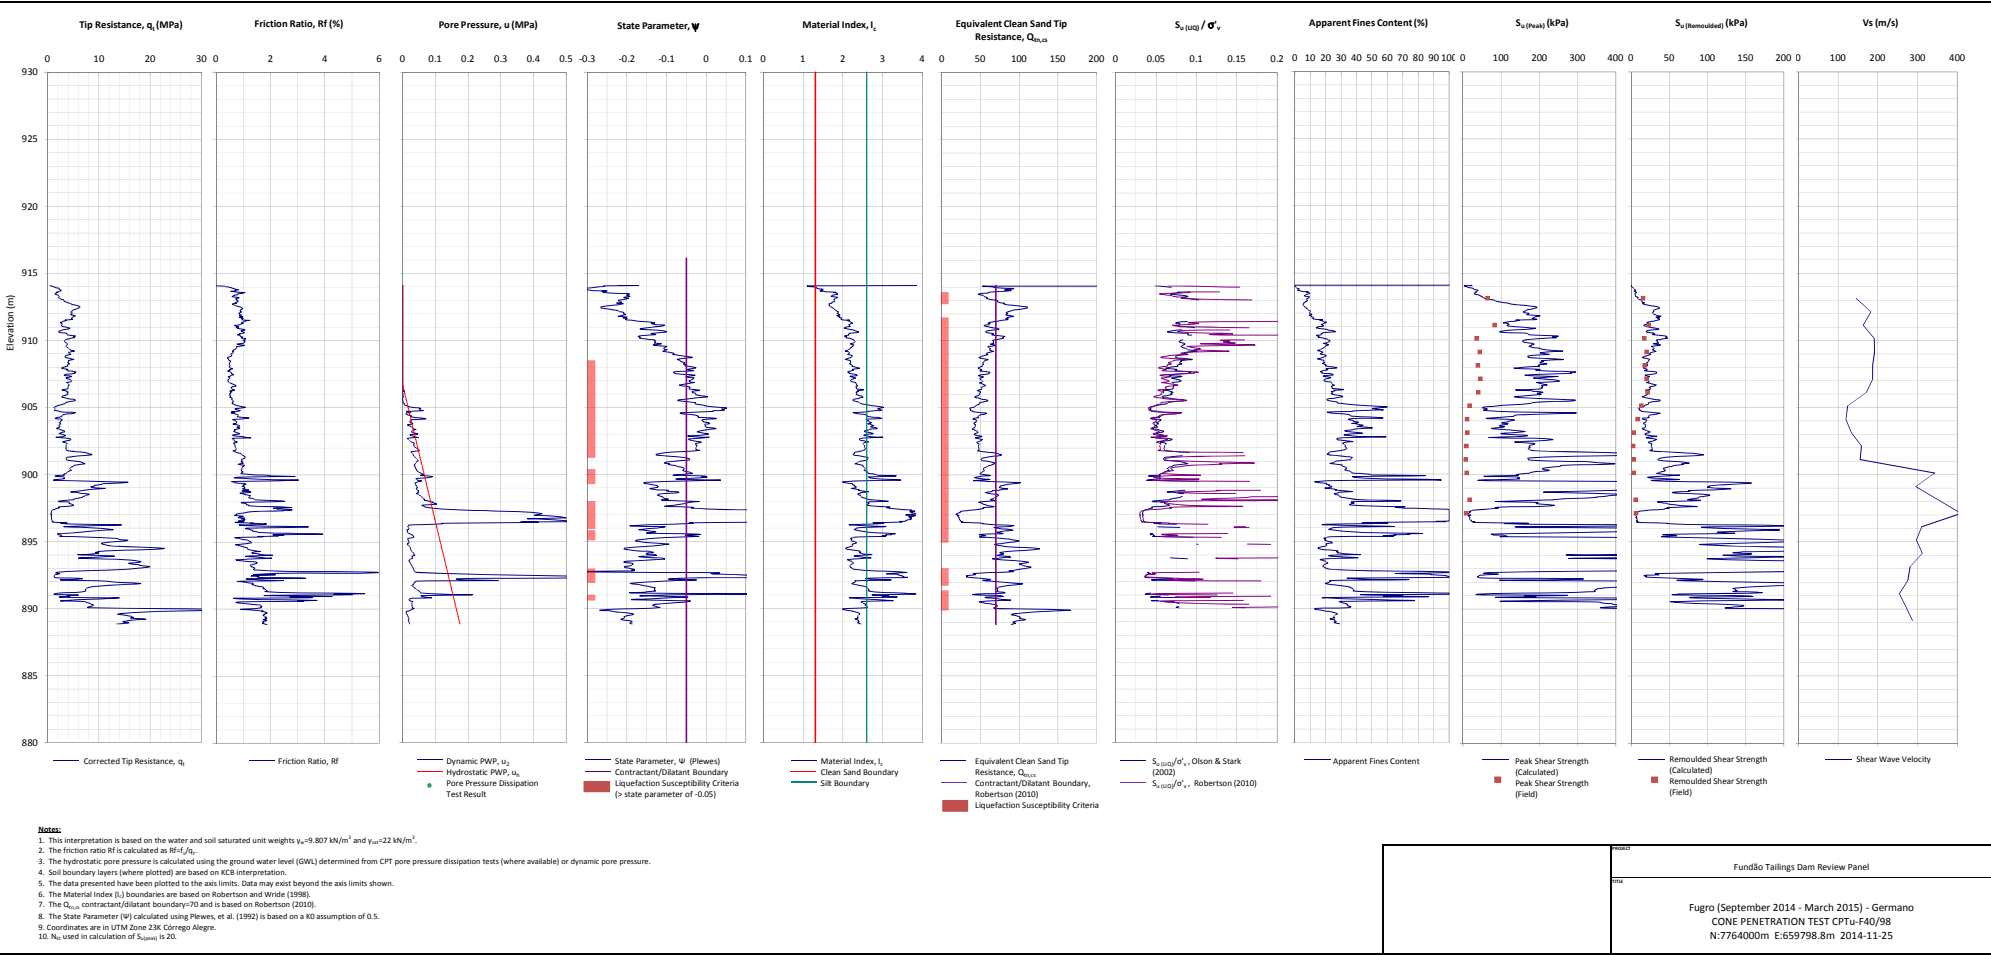 Tip Resistance, qt (MPa)
Friction Ratio, Rf (%)
Pore Pressure, u (MPa)
State Parameter, Ψ
Material Index, Ic
Equivalent Clean Sand Tip
Resistance, Qtn,cs
Su (LIQ) / σ'v
Apparent Fines Content (%)
Su (Peak) (kPa)
Su (Remoulded) (kPa)
Vs (m/s)
0 10 20 30
0 2 4 6
0 0.1 0.2 0.3 0.4 0.5
-0.3 -0.2 -0.1 0 0.1
0 1 2 3 4
0 50 100 150 200
0 0.05 0.1 0.15 0.2
0 10 20 30 40 50 60 70 80 90 100
0 100 200 300 400
0 50 100 150 200
0 100 200 300 400
Elevation (m)
930
925
920
915
910
905
900
895
890
885
880
Corrected Tip Resistance, qt
Friction Ratio, Rf
Dynamic PWP, u2
Hydrostatic PWP, uh
Pore Pressure Dissipation
Test Result
State Parameter, Ψ (Plewes)
Contractant/Dilatant Boundary
Liquefaction Susceptibility Criteria
(> state parameter of -0.05)
Material Index, Ic
Clean Sand Boundary
Silt Boundary
Equivalent Clean Sand Tip
Resistance, Qtn,cs
Contractant/Dilatant Boundary,
Robertson (2010)
Liquefaction Susceptibility Criteria
Su (LIQ)/σ'v , Olson & Stark
(2002)
Su (LIQ)/σ'v , Robertson (2010)
Apparent Fines Content
Peak Shear Strength
(Calculated)
Peak Shear Strength
(Field)
Remoulded Shear Strength
(Calculated)
Remoulded Shear Strength
(Field)
Shear Wave Velocity
Notes:
1. This interpretation is based on the water and soil saturated unit weights γw=9.807 kN/m³ and γsat=22 kN/m³.
2. The friction ratio Rf is calculated as Rf=fs/qt.
3. The hydrostatic pore pressure is calculated using the ground water level (GWL) determined from CPT pore pressure dissipation tests (where available) or dynamic pore pressure.
4. Soil boundary layers (where plotted) are based on KCB interpretation.
5. The data presented have been plotted to the axis limits. Data may exist beyond the axis limits shown.
6. The Material Index (Ic) boundaries are based on Robertson and Wride (1998).
7. The Qtn,cs contractant/dilatant boundary=70 and is based on Robertson (2010).
8. The State Parameter (Ψ) calculated using Plewes, et al. (1992) is based on a K0 assumption of 0.5.
9. Coordinates are in UTM Zone 23K Córrego Alegre.
10. Nkt used in calculation of Su(peak) is 20.
PROJECT
Fundão Tailings Dam Review Panel
TITLE
Fugro (September 2014 - March 2015) - Germano
CONE PENETRATION TEST CPTu-F40/98
N:7764000m E:659798.8m 2014-11-25